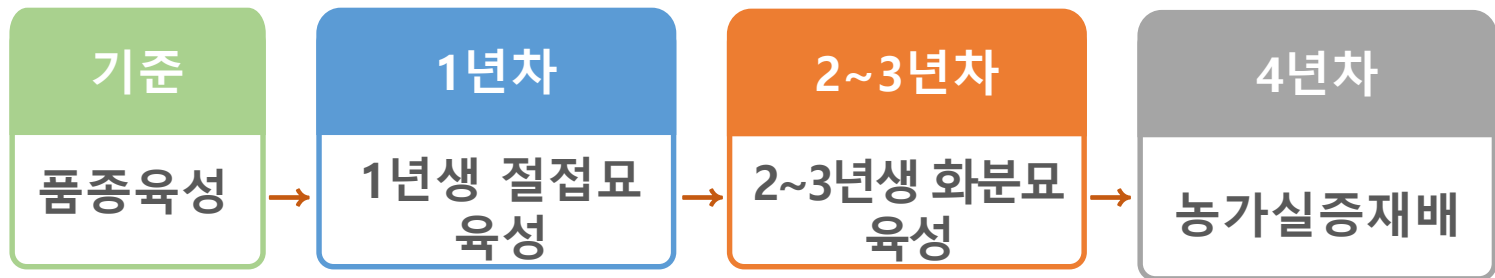 기준
품종육성
→
1년차
1년생 절접묘
육성
→
2~3년차
2~3년생 화분묘
육성
→
4년차
농가실증재배